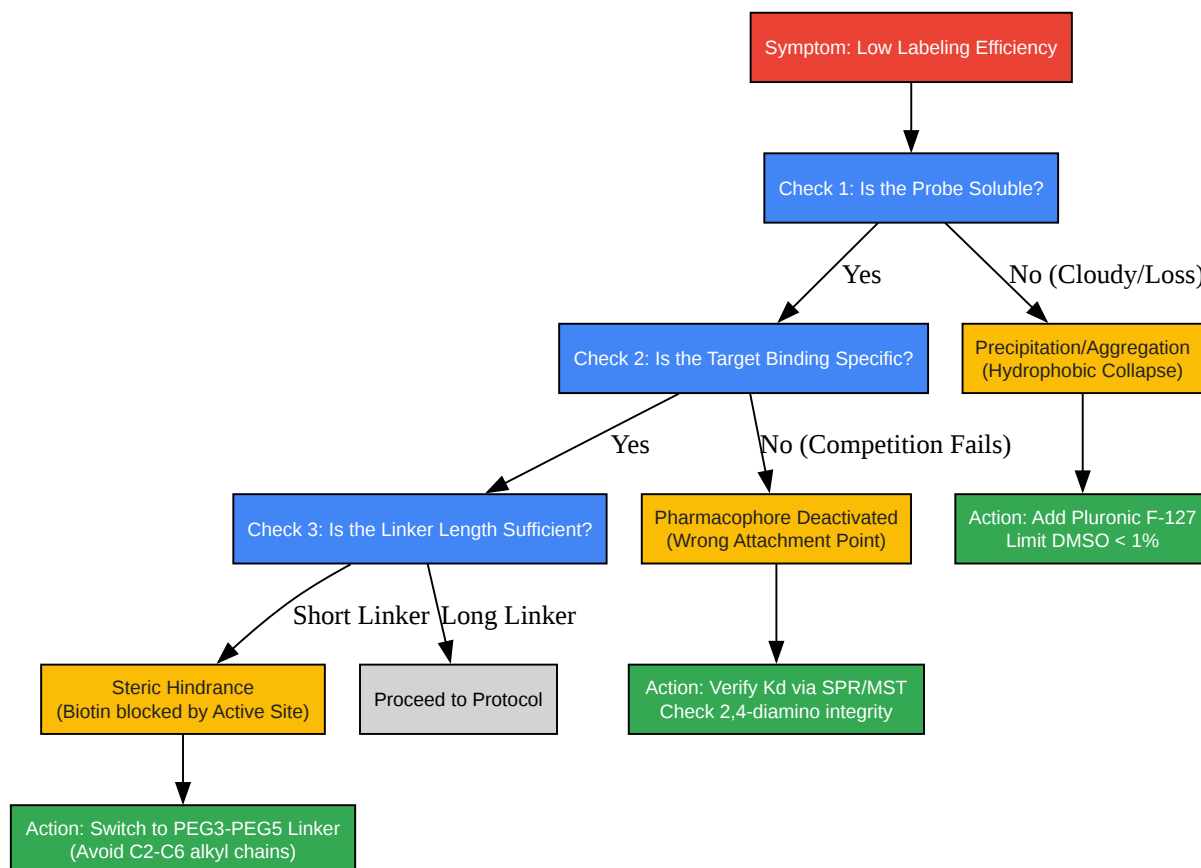 Symptom: Low Labeling Efficiency
Check 1: Is the Probe Soluble?
Yes
No (Cloudy/Loss)
Check 2: Is the Target Binding Specific?
Precipitation/Aggregation
(Hydrophobic Collapse)
Yes
No (Competition Fails)
Check 3: Is the Linker Length Sufficient?
Pharmacophore Deactivated
(Wrong Attachment Point)
Action: Add Pluronic F-127
Limit DMSO < 1%
Short Linker
Long Linker
Steric Hindrance
(Biotin blocked by Active Site)
Proceed to Protocol
Action: Verify Kd via SPR/MST
Check 2,4-diamino integrity
Action: Switch to PEG3-PEG5 Linker
(Avoid C2-C6 alkyl chains)